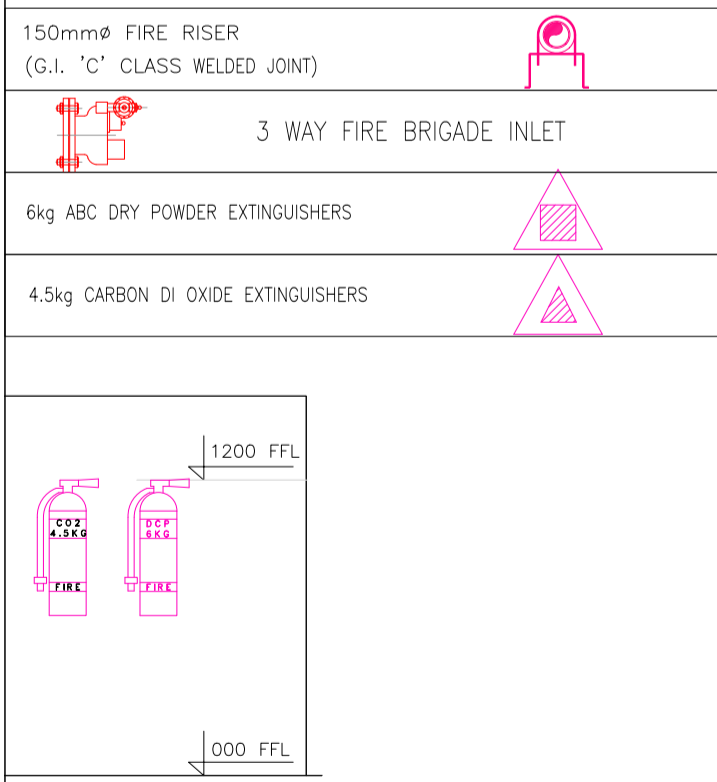 150mmø FIRE RISER
(G.I. 'C' CLASS WELDED JOINT)
3 WAY FIRE BRIGADE INLET
6kg ABC DRY POWDER EXTINGUISHERS
4.5kg CARBON DI OXIDE EXTINGUISHERS
1200 FFL
CO2
4.5KG
FIRE
DCP
6KG
FIRE
000 FFL